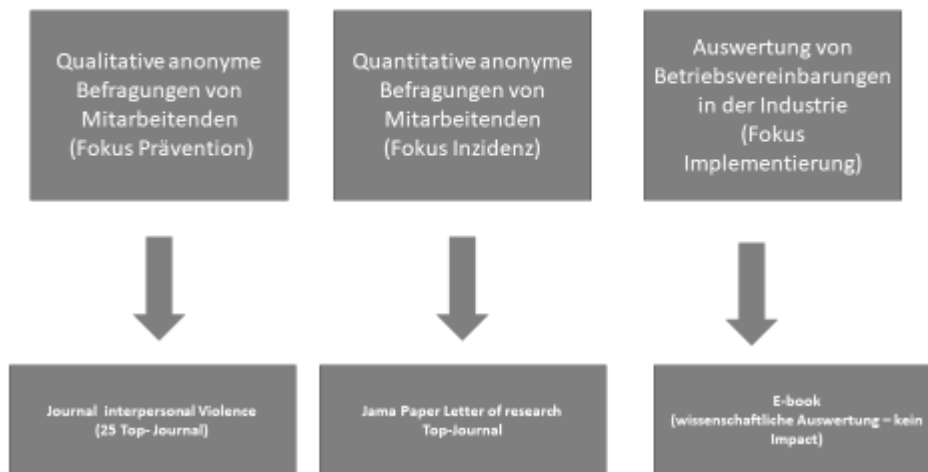 Qualitative anonyme
Befragungen von
Mitarbeitenden
(Fokus Prävention)
Quantitative anonyme
Befragungen von
Mitarbeitenden
(Fokus Inzidenz)
Auswertung von
Betriebsvereinbarungen
in der Industrie
(Fokus
Implementierung)
Journal interpersonal Violence
(25 Top- Journal)
Jama Paper Letter of research
Top-Journal
E-book
(wissenschaftliche Auswertung – kein
Impact)